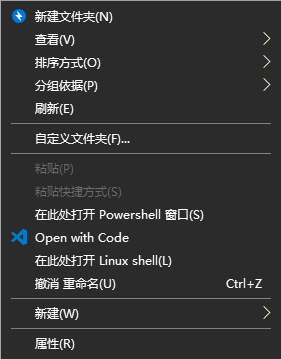 新建文件夹(N)
查看(V)
排序方式(O)
分组依据(P)
刷新(E)
自定义文件夹(F)...
粘贴(P)
粘贴快捷方式(S)
在此处打开 Powershell 窗口(S)
Open with Code
在此处打开 Linux shell(L)
撤消 重命名(U) Ctrl+Z
新建(W)
属性(R)